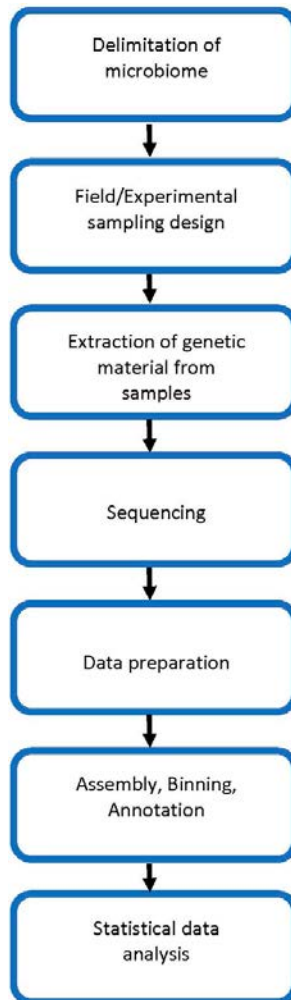 Delimitation of
microbiome
Field/Experimental
sampling design
Extraction of genetic
material from
samples
Sequencing
Data preparation
Assembly, Binning,
Annotation
Statistical data
analysis